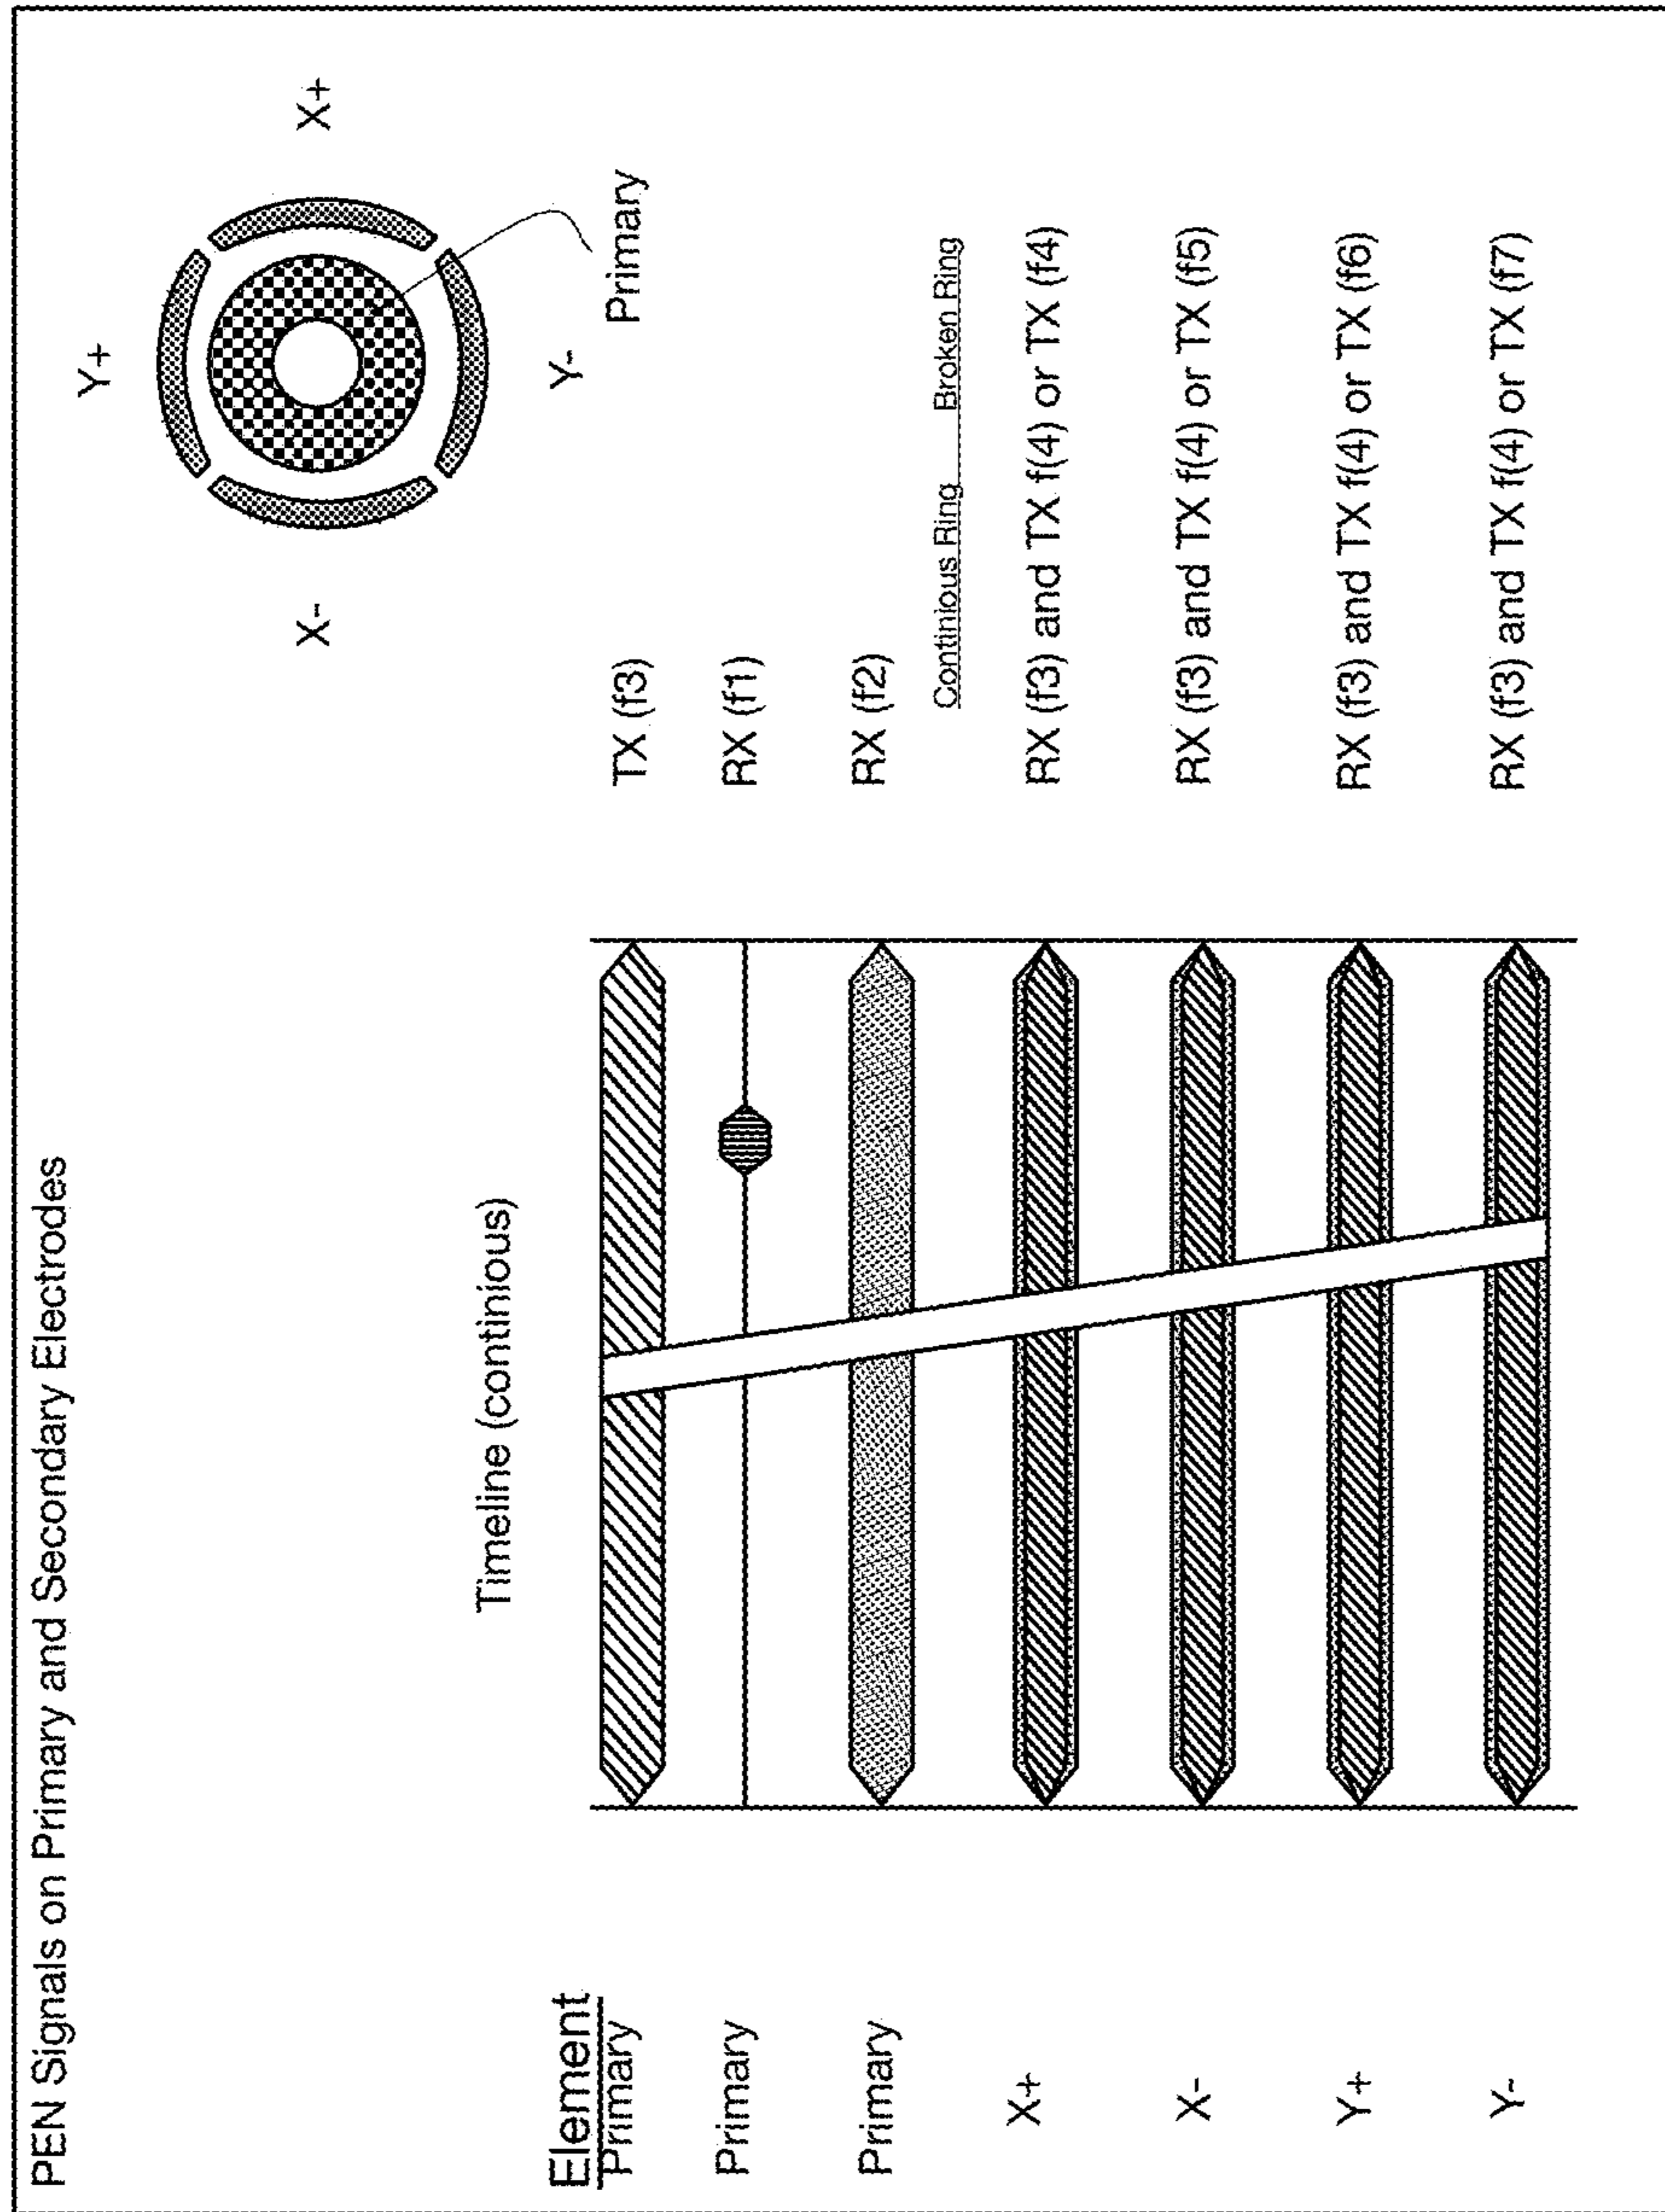 PEN Signals on Primary and Secondary Electrodes
Y+
X-
X+
Y-
Primary
Timeline (continious)
Element
Primary
TX (f3)
Primary
RX (f1)
Primary
RX (f2)
Continious Ring
Broken Ring
X+
RX (f3) and TX f(4) or TX (f4)
X-
RX (f3) and TX f(4) or TX (f5)
Y+
RX (f3) and TX f(4) or TX (f6)
Y-
RX (f3) and TX f(4) or TX (f7)